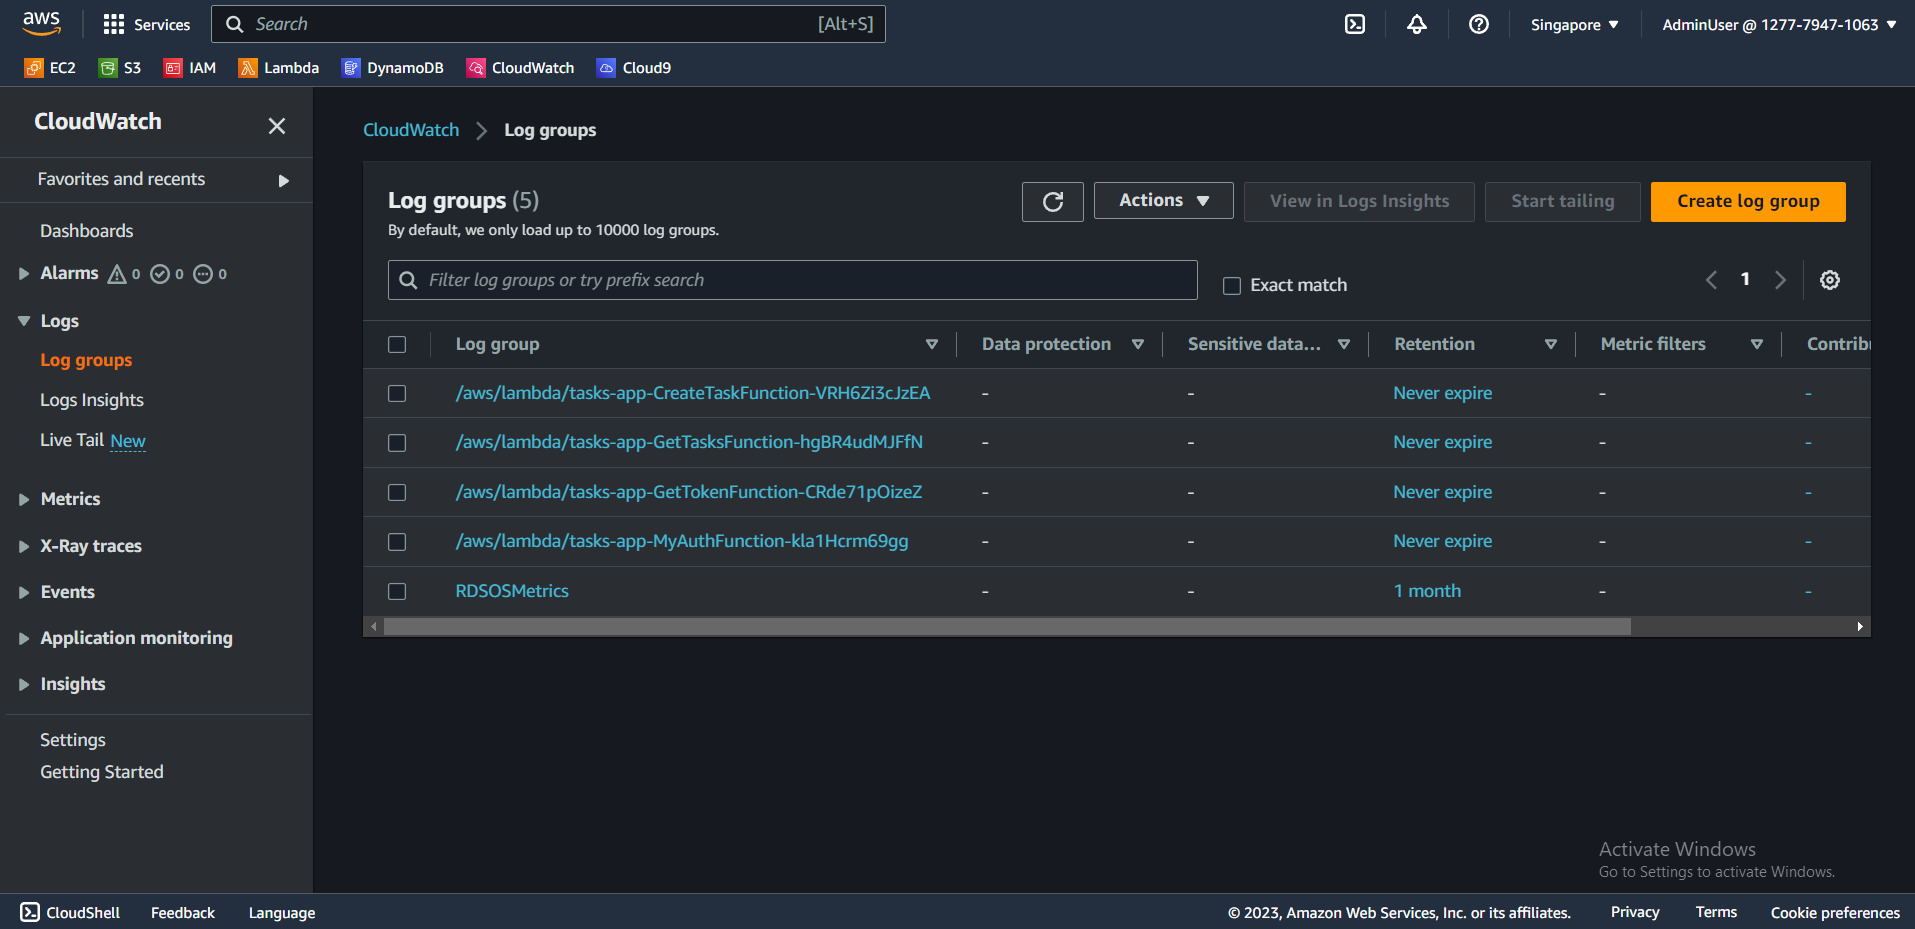 aws Services Search [Alt+S] Singapore AdminUser @ 1277-7947-1063
EC2 S3 IAM Lambda DynamoDB CloudWatch Cloud9
CloudWatch
Favorites and recents
Dashboards
Alarms 0 0 0
Logs
Log groups
Logs Insights
Live Tail New
Metrics
X-Ray traces
Events
Application monitoring
Insights
Settings
Getting Started
CloudWatch Log groups
Log groups (5)
By default, we only load up to 10000 log groups.
Actions View in Logs Insights Start tailing Create log group
Filter log groups or try prefix search Exact match 1
Log group Data protection Sensitive data... Retention Metric filters Contribu
/aws/lambda/tasks-app-CreateTaskFunction-VRH6Zi3cJzEA - - Never expire - -
/aws/lambda/tasks-app-GetTasksFunction-hgBR4udMJFfN - - Never expire - -
/aws/lambda/tasks-app-GetTokenFunction-CRde71pOizeZ - - Never expire - -
/aws/lambda/tasks-app-MyAuthFunction-kla1Hcrm69gg - - Never expire - -
RDSOSMetrics - - 1 month - -
Activate Windows
Go to Settings to activate Windows.
CloudShell Feedback Language © 2023, Amazon Web Services, Inc. or its affiliates. Privacy Terms Cookie preferences